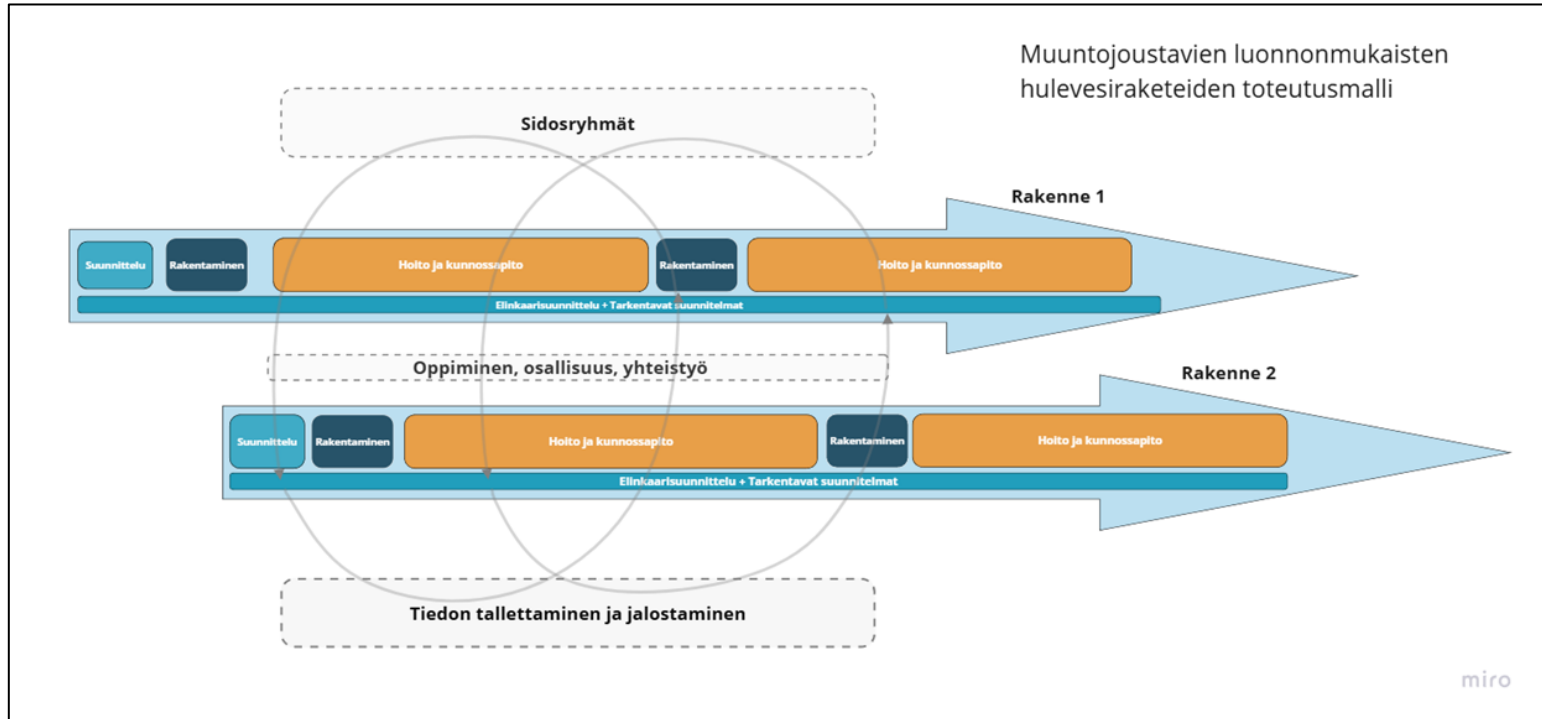 Muuntojoustavien luonnonmukaisten
hulevesiraketeiden toteutusmalli
Sidosryhmät
Rakenne 1
Suunnittelu
Rakentaminen
Hoito ja kunnossapito
Rakentaminen
Hoito ja kunnossapito
Elinkaarisuunnittelu + Tarkentavat suunnitelmat
Oppiminen, osallisuus, yhteistyö
Rakenne 2
Suunnittelu
Rakentaminen
Hoito ja kunnossapito
Rakentaminen
Hoito ja kunnossapito
Elinkaarisuunnittelu + Tarkentavat suunnitelmat
Tiedon tallettaminen ja jalostaminen
miro